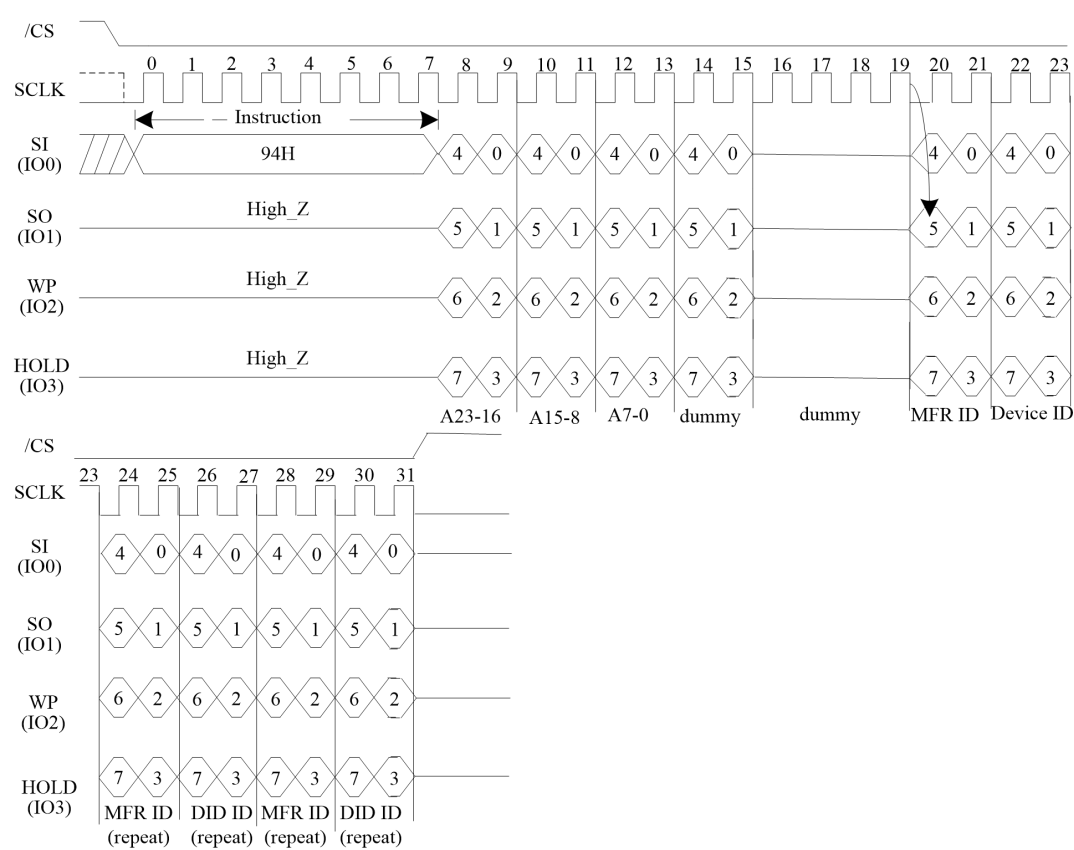 /CS
0 1 2 3 4 5 6 7 8 9 10 11 12 13 14 15 16 17 18 19 20 21 22 23
SCLK
Instruction
SI
(IO0)
94H
4 0 4 0 4 0 4 0 4 0 4 0
SO
(IO1)
High_Z
5 1 5 1 5 1 5 1 5 1 5 1
WP
(IO2)
High_Z
6 2 6 2 6 2 6 2 6 2 6 2
HOLD
(IO3)
High_Z
7 3 7 3 7 3 7 3 7 3 7 3
A23-16 A15-8 A7-0 dummy dummy MFR ID Device ID
/CS
23 24 25 26 27 28 29 30 31
SCLK
SI
(IO0)
4 0 4 0 4 0 4 0
SO
(IO1)
5 1 5 1 5 1 5 1
WP
(IO2)
6 2 6 2 6 2 6 2
HOLD
(IO3)
7 3 7 3 7 3 7 3
MFR ID DID ID MFR ID DID ID
(repeat) (repeat) (repeat) (repeat)